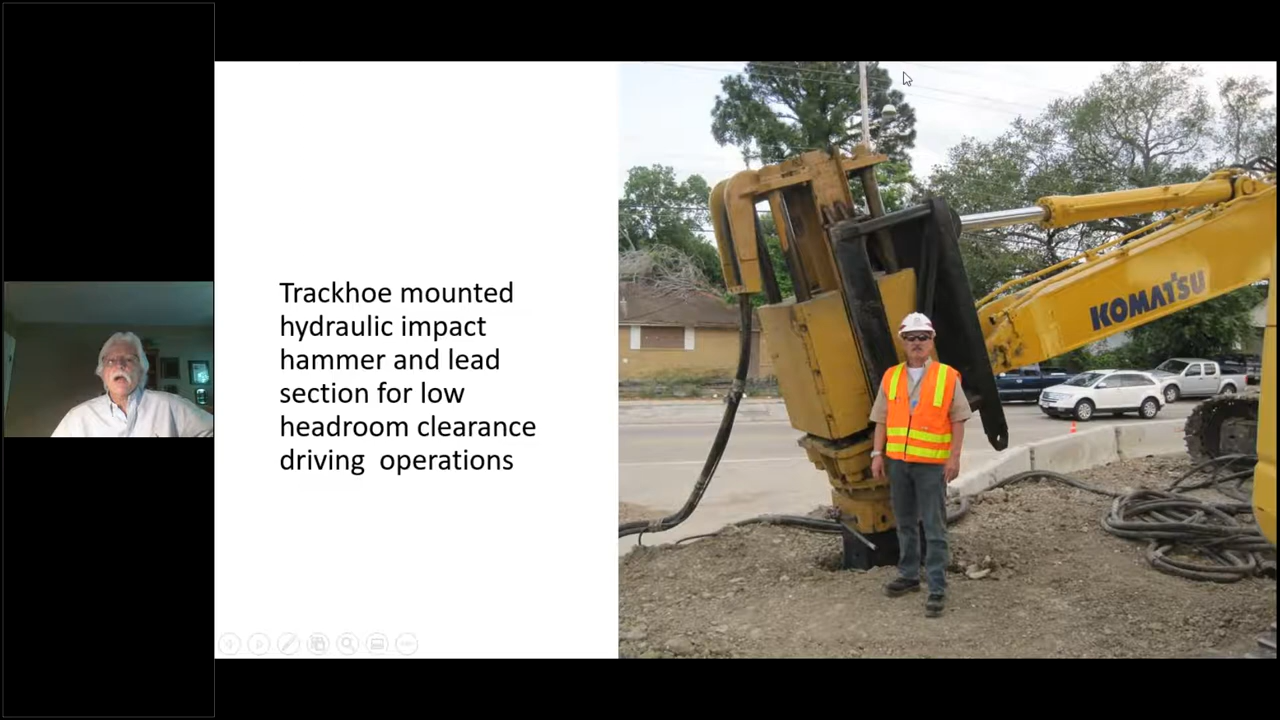 Trackhoe mounted
hydraulic impact
hammer and lead
section for low
headroom clearance
driving  operations
KOMATSU